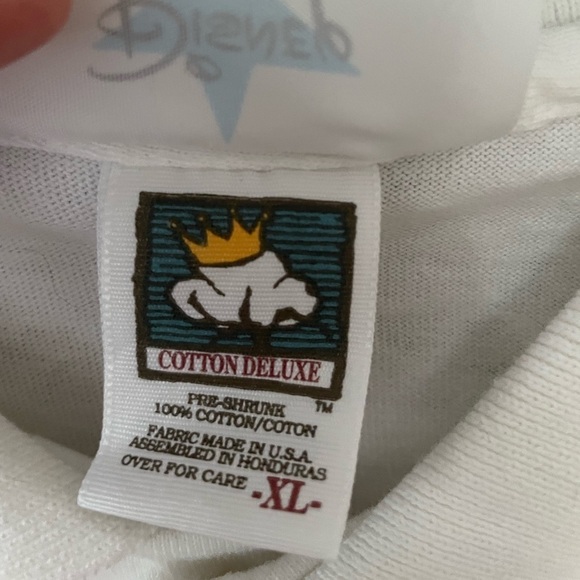 Disney
COTTON DELUXE
PRE-SHRUNK ™
100% COTTON/COTON
FABRIC MADE IN U.S.A.
ASSEMBLED IN HONDURAS
OVER FOR CARE -XL-